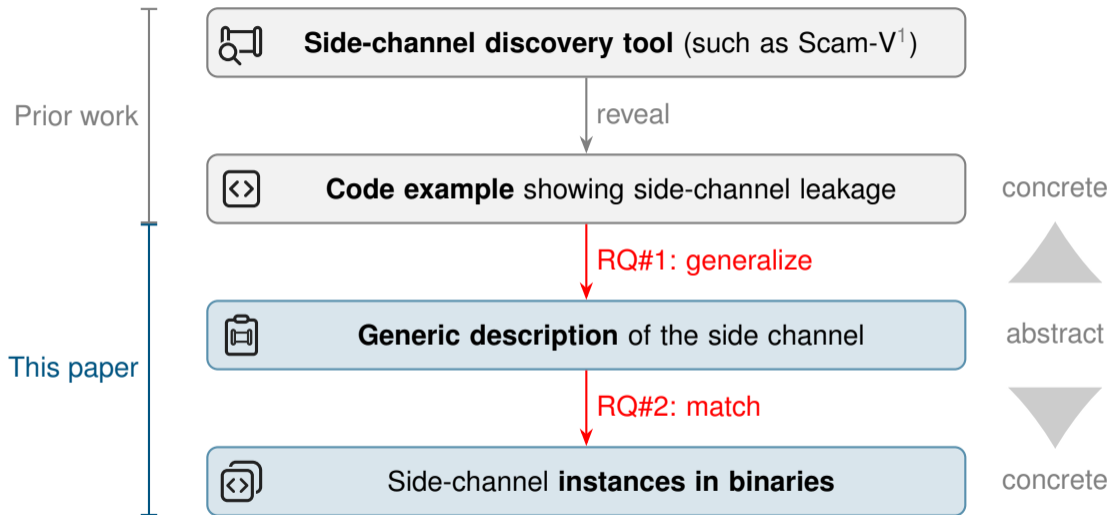 Side-channel discovery tool (such as Scam-V¹)
Prior work
reveal
Code example showing side-channel leakage
concrete
RQ#1: generalize
Generic description of the side channel
abstract
This paper
RQ#2: match
Side-channel instances in binaries
concrete